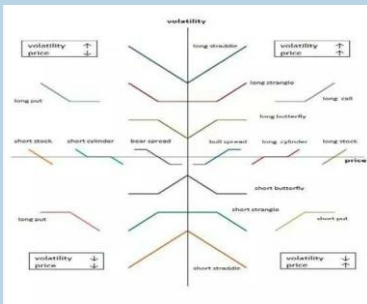 volatility
volatility ↑
price ↓
long straddle
volatility ↑
price ↑
long strangle
long put
long call
long butterfly
short stock
short cylinder
bear spread
bull spread
long cylinder
long stock
price
short butterfly
short strangle
long put
short put
volatility ↓
price ↓
short straddle
volatility ↓
price ↑